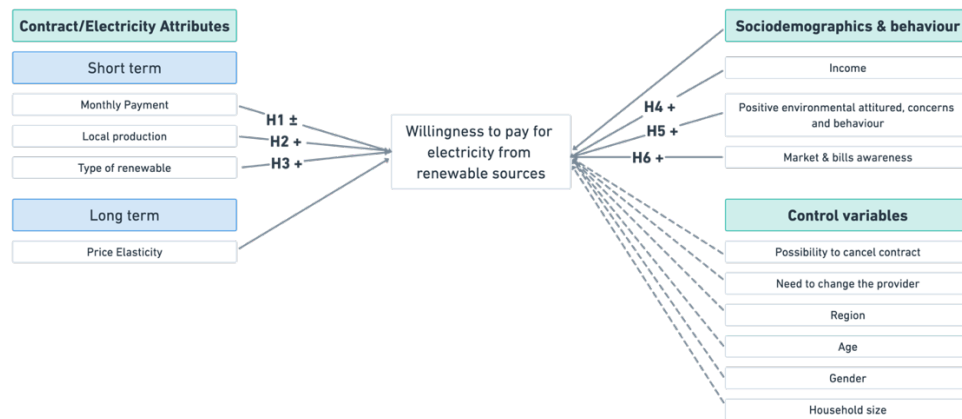 Contract/Electricity Attributes
Short term
Monthly Payment
Local production
Type of renewable
Long term
Price Elasticity
H1 ±
H2 +
H3 +
Willingness to pay for
electricity from
renewable sources
H4 +
H5 +
H6 +
Sociodemographics & behaviour
Income
Positive environmental attitured, concerns
and behaviour
Market & bills awareness
Control variables
Possibility to cancel contract
Need to change the provider
Region
Age
Gender
Household size